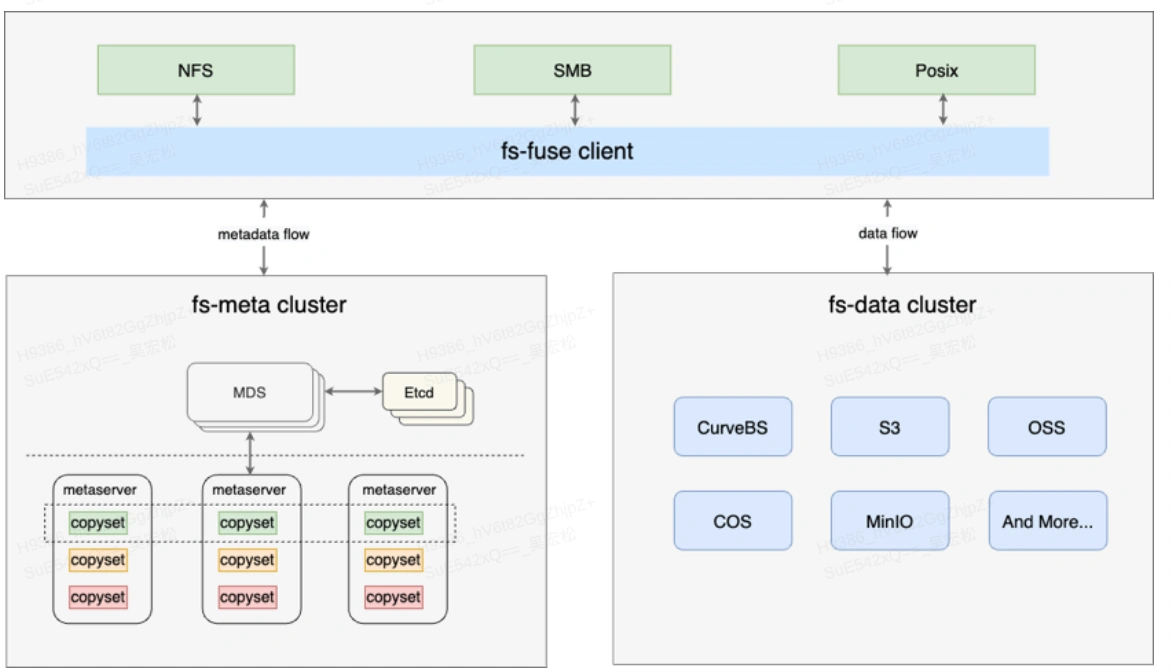 NFS
SMB
Posix
fs-fuse client
metadata flow
data flow
fs-meta cluster
fs-data cluster
MDS
Etcd
CurveBS
S3
OSS
metaserver
metaserver
metaserver
copyset
copyset
copyset
COS
MinIO
And More...
copyset
copyset
copyset
copyset
copyset
copyset
H9386_hV6t82GgZhjpZ+
SuE542xQ==_吴宏松